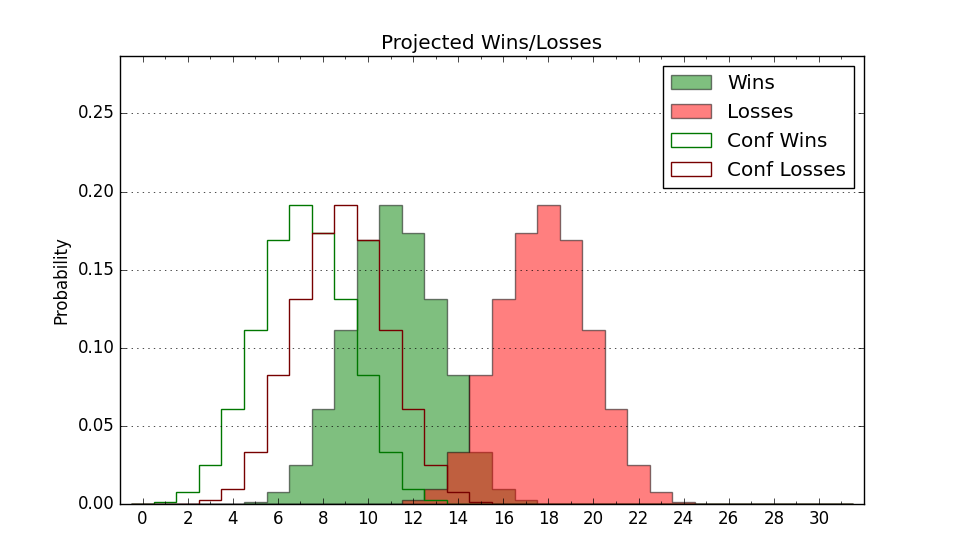 Projected Wins/Losses
Wins
Losses
Conf Wins
Conf Losses
Probability
0.25
0.20
0.15
0.10
0.05
0.00
0 2 4 6 8 10 12 14 16 18 20 22 24 26 28 30